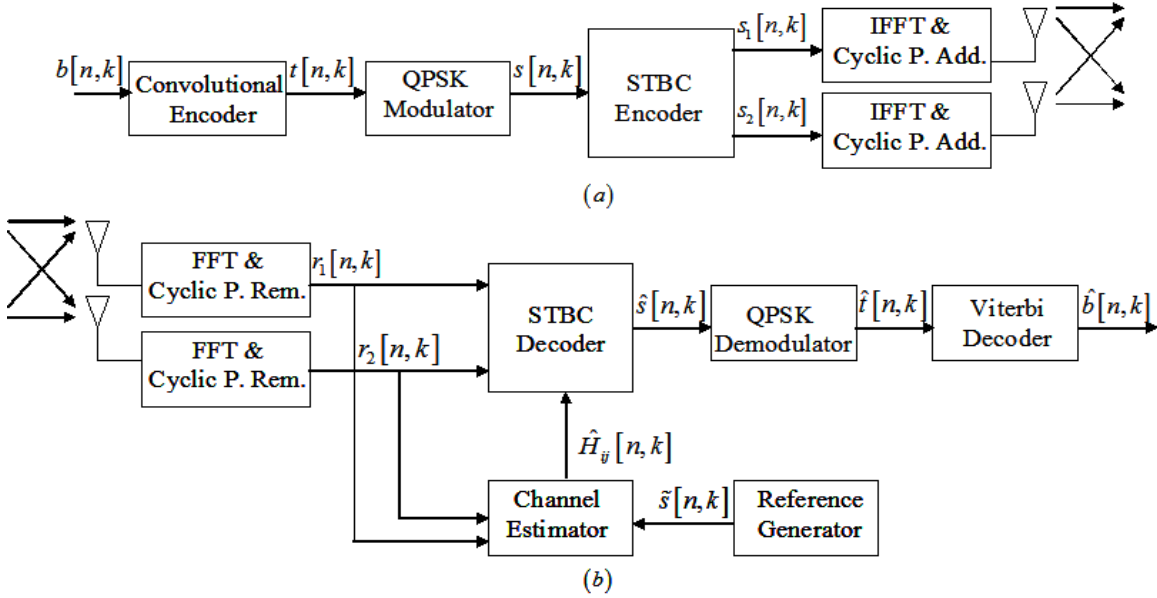 b[n,k]
Convolutional
Encoder
t[n,k]
QPSK
Modulator
s[n,k]
STBC
Encoder
s₁[n,k]
IFFT &
Cyclic P. Add.
s₂[n,k]
IFFT &
Cyclic P. Add.
(a)
FFT &
Cyclic P. Rem.
r₁[n,k]
FFT &
Cyclic P. Rem.
r₂[n,k]
STBC
Decoder
ŝ[n,k]
QPSK
Demodulator
t̂[n,k]
Viterbi
Decoder
b̂[n,k]
Ĥᵢⱼ[n,k]
Channel
Estimator
s̃[n,k]
Reference
Generator
(b)